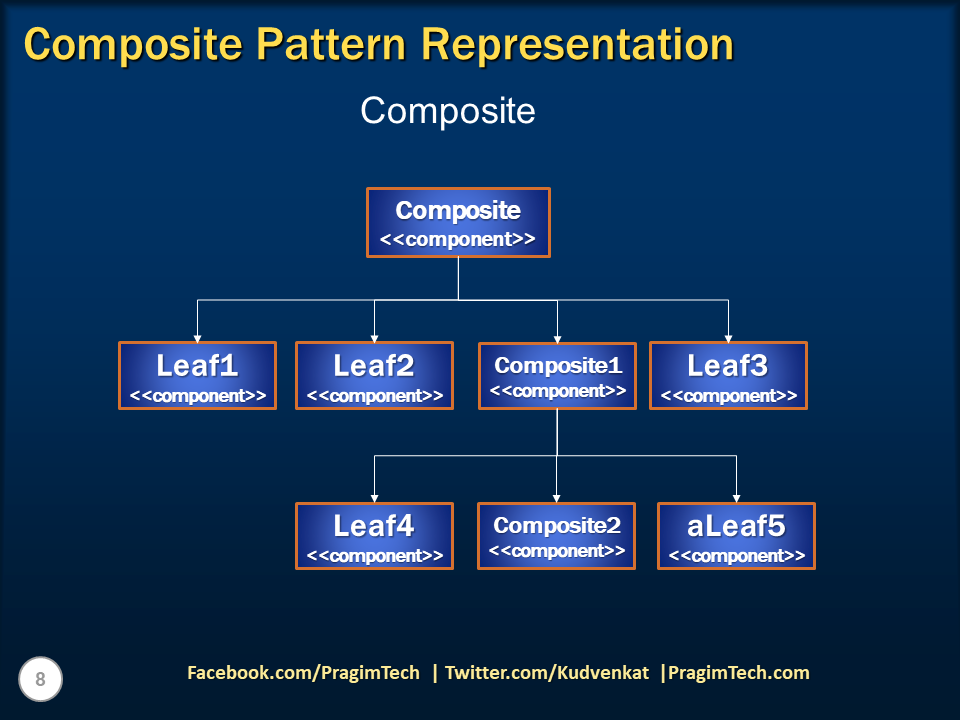 Composite Pattern Representation
Composite
Composite
<<component>>
Leaf1
<<component>>
Leaf2
<<component>>
Composite1
<<component>>
Leaf3
<<component>>
Leaf4
<<component>>
Composite2
<<component>>
aLeaf5
<<component>>
8
Facebook.com/PragimTech | Twitter.com/Kudvenkat |PragimTech.com